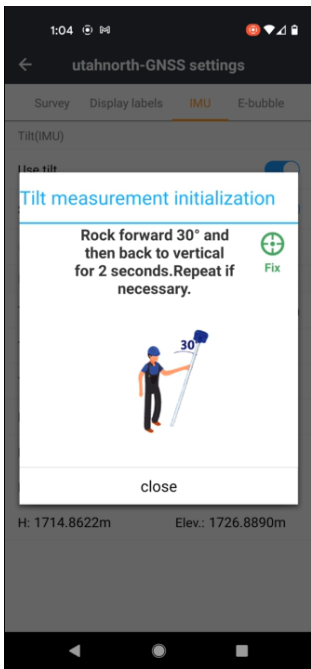 1:04
utahnorth-GNSS settings
Survey Display labels IMU E-bubble
Tilt(IMU)
Use tilt
Tilt measurement initialization
Rock forward 30° and
then back to vertical
for 2 seconds.Repeat if
necessary.
Fix
30°
close
H: 1714.8622m Elev.: 1726.8890m